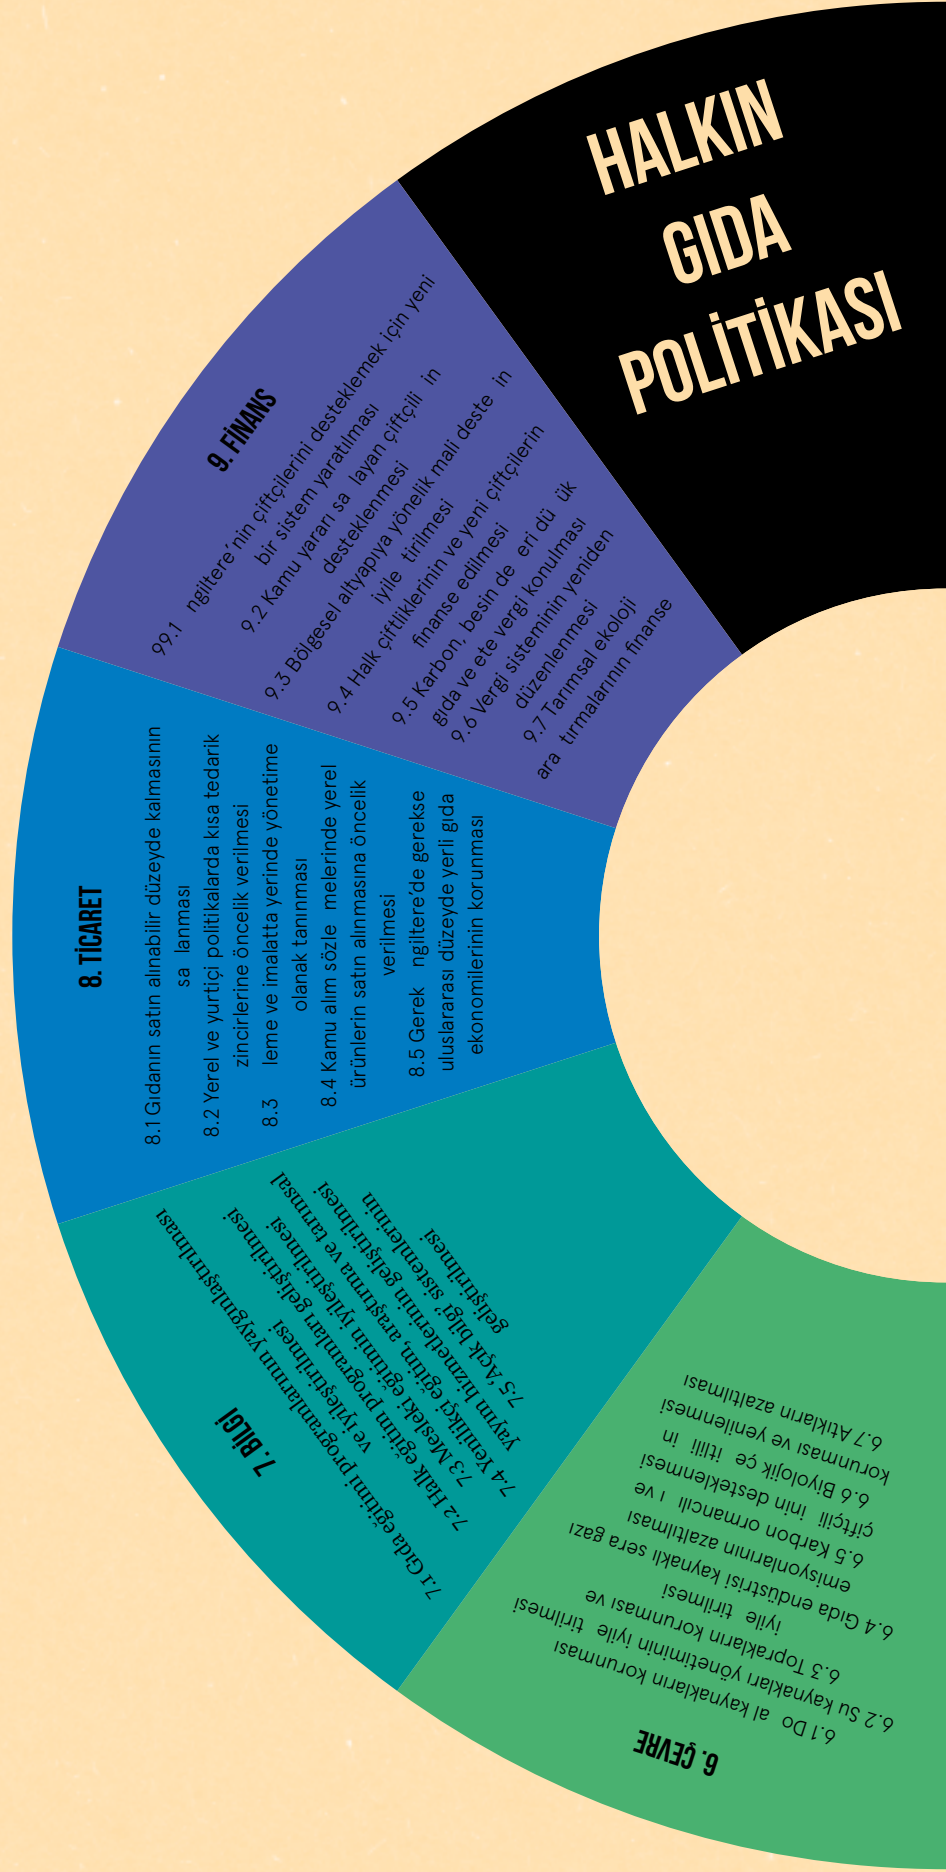 HALKIN
GIDA
POLİTİKASI
9. FİNANS
99.1 ngiltere'nin çiftçilerini desteklemek için yeni
bir sistem yaratılması
9.2 Kamu yararı sa layan çiftçili in
desteklenmesi
9.3 Bölgesel altyapıya yönelik mali deste in
iyile tirilmesi
9.4 Halk çiftliklerinin ve yeni çiftçilerin
finanse edilmesi
9.5 Karbon, besin de eri dü ük
gıda ve ete vergi konulması
9.6 Vergi sisteminin yeniden
düzenlenmesi
9.7 Tarımsal ekoloji
ara tırmalarının finanse
8. TİCARET
8.1 Gıdanın satın alınabilir düzeyde kalmasının
sa lanması
8.2 Yerel ve yurtiçi politikalarda kısa tedarik
zincirlerine öncelik verilmesi
8.3 leme ve imalatta yerinde yönetime
olanak tanınması
8.4 Kamu alım sözle melerinde yerel
ürünlerin satın alınmasına öncelik
verilmesi
8.5 Gerek ngiltere'de gerekse
uluslararası düzeyde yerli gıda
ekonomilerinin korunması
7. BİLGİ
7.1 Gıda eğitimi programlarının yaygınlaştırılması
ve iyileştirilmesi
7.2 Halk eğitim programları geliştirilmesi
7.3 Mesleki eğitimin iyileştirilmesi
7.4 Yenilikçi eğitim, araştırma ve tarımsal
yayım hizmetlerinin geliştirilmesi
7.5 'Açık bilgi' sistemlerinin
geliştirilmesi
6. ÇEVRE
6.1 Do al kaynakların korunması
6.2 Su kaynakları yönetiminin iyile tirilmesi
6.3 Toprakların korunması ve
iyile tirilmesi
6.4 Gıda endüstrisi kaynaklı sera gazı
emisyonlarının azaltılması
6.5 Karbon ormancılı ı ve
çiftçili inin desteklenmesi
6.6 Biyolojik çe itlili in
korunması ve yenilenmesi
6.7 Atıkların azaltılması